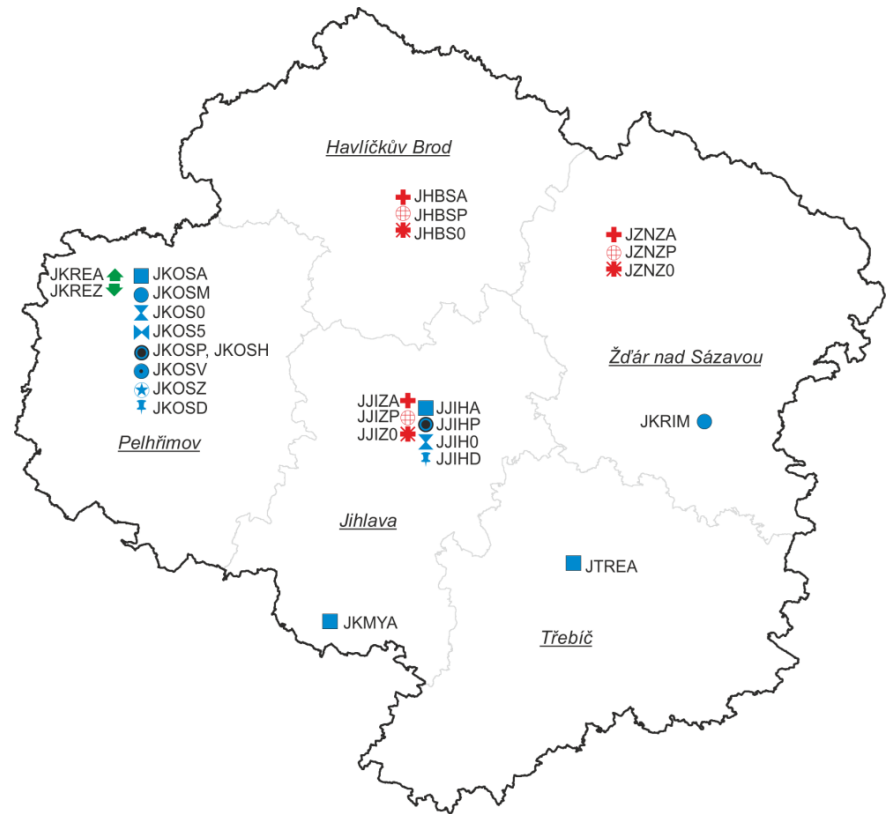 Havlíčkův Brod
JHBSA
JHBSP
JHBS0
JZNZA
JZNZP
JZNZ0
JKREA
JKREZ
JKOSA
JKOSM
JKOS0
JKOS5
JKOSP, JKOSH
JKOSV
JKOSZ
JKOSD
Pelhřimov
Žďár nad Sázavou
JKRIM
JJIZA
JJIZP
JJIZ0
JJIHA
JJIHP
JJIH0
JJIHD
Jihlava
JKMYA
JTREA
Třebíč